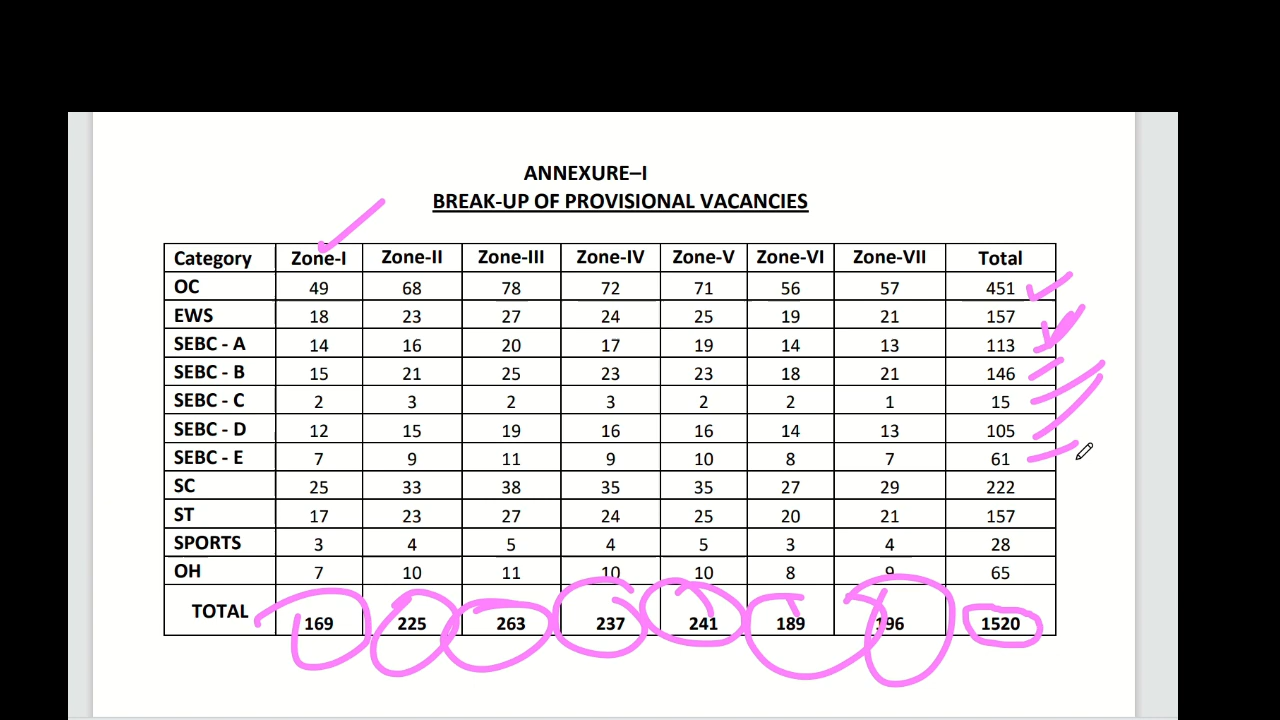 ANNEXURE–I
BREAK-UP OF PROVISIONAL VACANCIES
Category Zone-I Zone-II Zone-III Zone-IV Zone-V Zone-VI Zone-VII Total
OC 49 68 78 72 71 56 57 451
EWS 18 23 27 24 25 19 21 157
SEBC - A 14 16 20 17 19 14 13 113
SEBC - B 15 21 25 23 23 18 21 146
SEBC - C 2 3 2 3 2 2 1 15
SEBC - D 12 15 19 16 16 14 13 105
SEBC - E 7 9 11 9 10 8 7 61
SC 25 33 38 35 35 27 29 222
ST 17 23 27 24 25 20 21 157
SPORTS 3 4 5 4 5 3 4 28
OH 7 10 11 10 10 8 9 65
TOTAL 169 225 263 237 241 189 196 1520